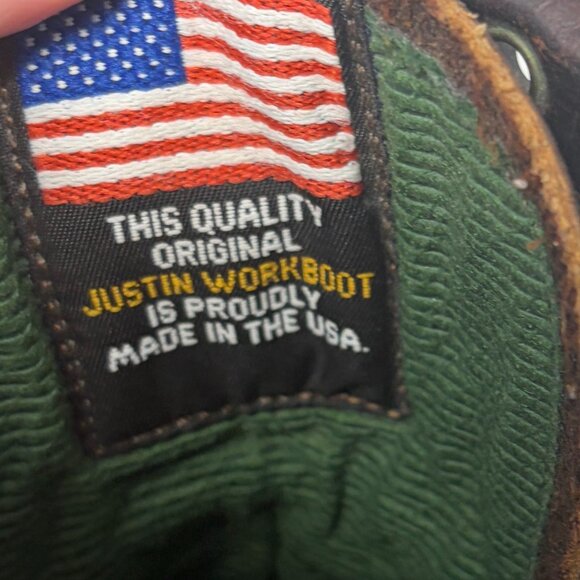 THIS QUALITY
ORIGINAL
JUSTIN WORKBOOT
IS PROUDLY
MADE IN THE USA.